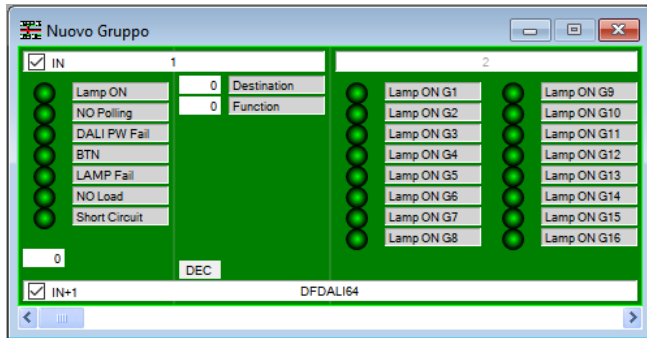 Nuovo Gruppo
IN 1 2
Lamp ON 0 Destination Lamp ON G1 Lamp ON G9
NO Polling 0 Function Lamp ON G2 Lamp ON G10
DALI PW Fail Lamp ON G3 Lamp ON G11
BTN Lamp ON G4 Lamp ON G12
LAMP Fail Lamp ON G5 Lamp ON G13
NO Load Lamp ON G6 Lamp ON G14
Short Circuit Lamp ON G7 Lamp ON G15
Lamp ON G8 Lamp ON G16
0
DEC
IN+1 DFDALI64